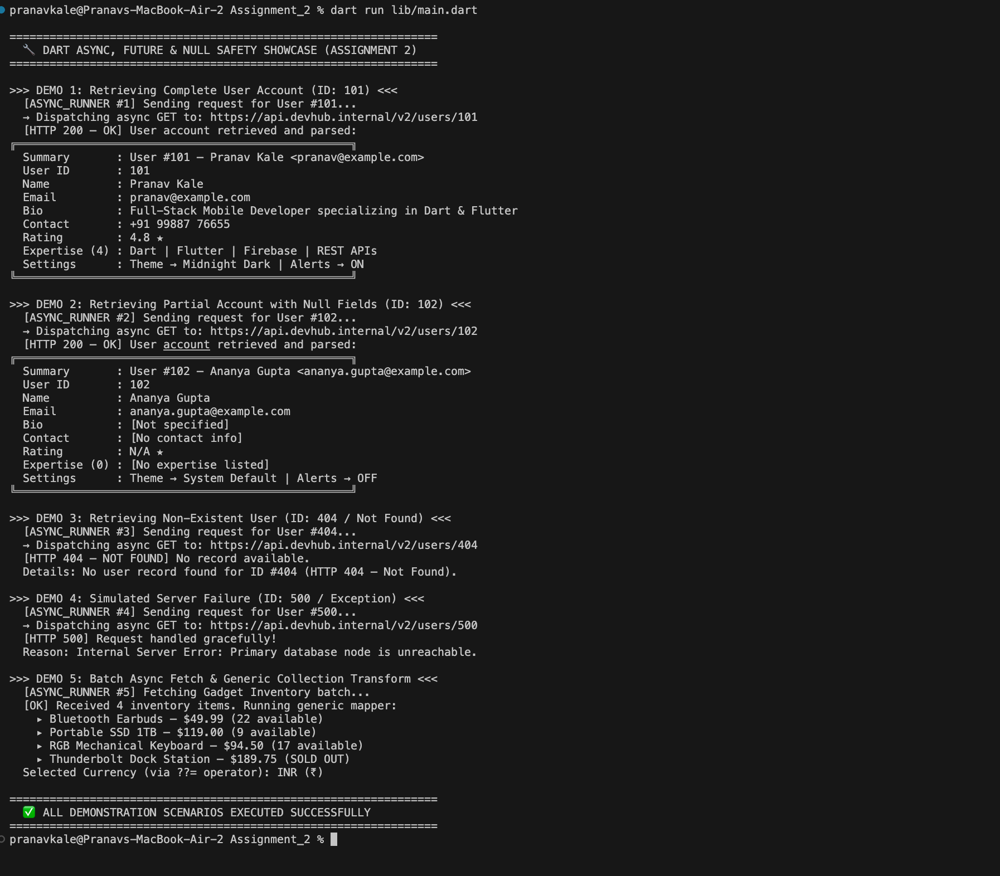 pranavkale@Pranavs-MacBook-Air-2 Assignment_2 % dart run lib/main.dart
================================================================
🔧 DART ASYNC, FUTURE & NULL SAFETY SHOWCASE (ASSIGNMENT 2)
================================================================
>>> DEMO 1: Retrieving Complete User Account (ID: 101) <<<
[ASYNC_RUNNER #1] Sending request for User #101...
→ Dispatching async GET to: https://api.devhub.internal/v2/users/101
[HTTP 200 — OK] User account retrieved and parsed:
╔═══════════════════════════════════════════════════╗
Summary       : User #101 — Pranav Kale <pranav@example.com>
User ID       : 101
Name          : Pranav Kale
Email         : pranav@example.com
Bio           : Full-Stack Mobile Developer specializing in Dart & Flutter
Contact       : +91 99887 76655
Rating        : 4.8 ★
Expertise (4) : Dart | Flutter | Firebase | REST APIs
Settings      : Theme → Midnight Dark | Alerts → ON
╚═══════════════════════════════════════════════════╝
>>> DEMO 2: Retrieving Partial Account with Null Fields (ID: 102) <<<
[ASYNC_RUNNER #2] Sending request for User #102...
→ Dispatching async GET to: https://api.devhub.internal/v2/users/102
[HTTP 200 — OK] User account retrieved and parsed:
╔═══════════════════════════════════════════════════╗
Summary       : User #102 — Ananya Gupta <ananya.gupta@example.com>
User ID       : 102
Name          : Ananya Gupta
Email         : ananya.gupta@example.com
Bio           : [Not specified]
Contact       : [No contact info]
Rating        : N/A ★
Expertise (0) : [No expertise listed]
Settings      : Theme → System Default | Alerts → OFF
╚═══════════════════════════════════════════════════╝
>>> DEMO 3: Retrieving Non-Existent User (ID: 404 / Not Found) <<<
[ASYNC_RUNNER #3] Sending request for User #404...
→ Dispatching async GET to: https://api.devhub.internal/v2/users/404
[HTTP 404 — NOT FOUND] No record available.
Details: No user record found for ID #404 (HTTP 404 — Not Found).
>>> DEMO 4: Simulated Server Failure (ID: 500 / Exception) <<<
[ASYNC_RUNNER #4] Sending request for User #500...
→ Dispatching async GET to: https://api.devhub.internal/v2/users/500
[HTTP 500] Request handled gracefully!
Reason: Internal Server Error: Primary database node is unreachable.
>>> DEMO 5: Batch Async Fetch & Generic Collection Transform <<<
[ASYNC_RUNNER #5] Fetching Gadget Inventory batch...
[OK] Received 4 inventory items. Running generic mapper:
▸ Bluetooth Earbuds — $49.99 (22 available)
▸ Portable SSD 1TB — $119.00 (9 available)
▸ RGB Mechanical Keyboard — $94.50 (17 available)
▸ Thunderbolt Dock Station — $189.75 (SOLD OUT)
Selected Currency (via ??= operator): INR (₹)
================================================================
✅ ALL DEMONSTRATION SCENARIOS EXECUTED SUCCESSFULLY
================================================================
pranavkale@Pranavs-MacBook-Air-2 Assignment_2 %